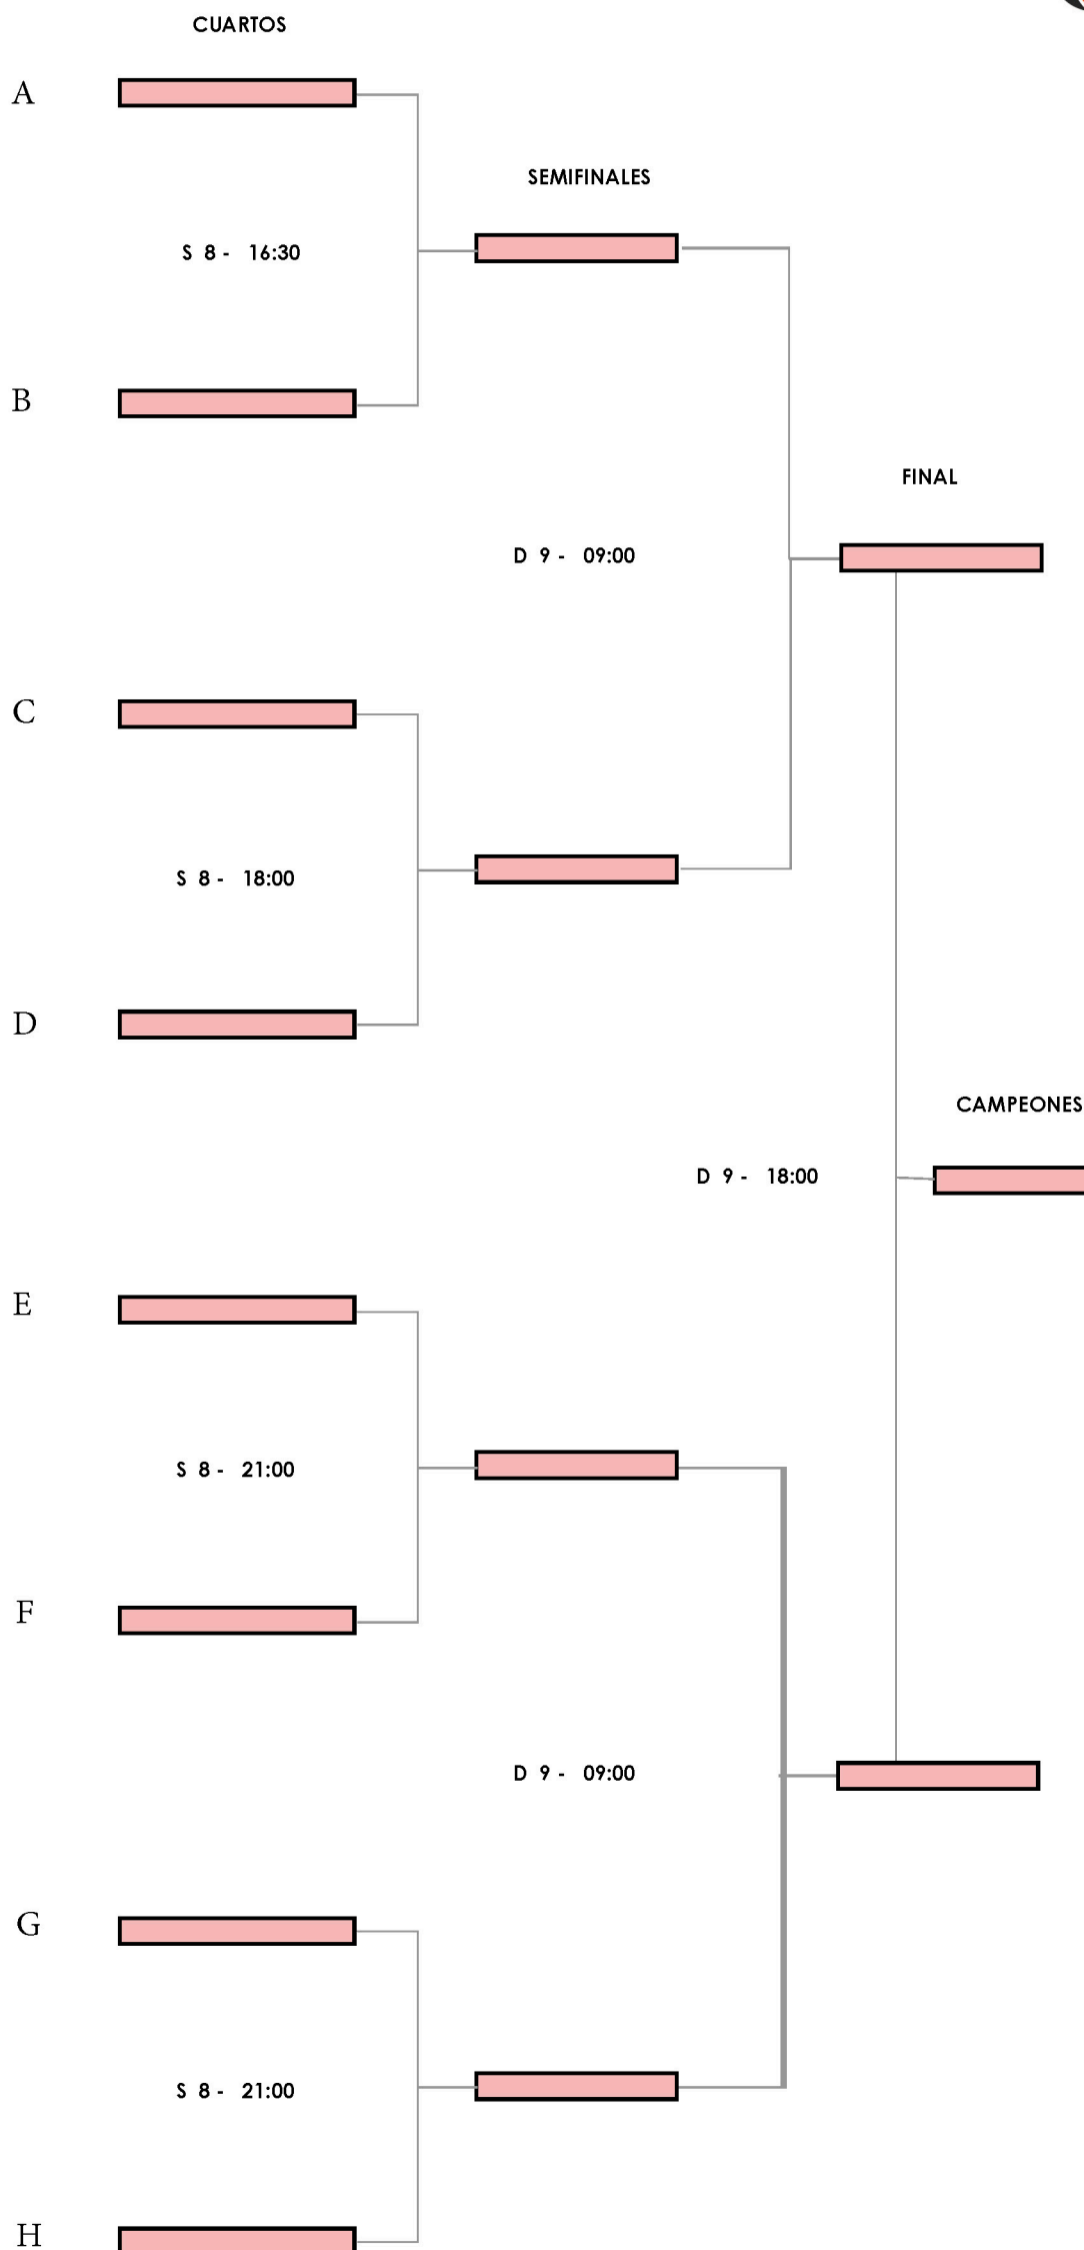 CUARTOS
A
SEMIFINALES
S 8 - 16:30
B
FINAL
D 9 - 09:00
C
S 8 - 18:00
D
CAMPEONES
D 9 - 18:00
E
S 8 - 21:00
F
D 9 - 09:00
G
S 8 - 21:00
H